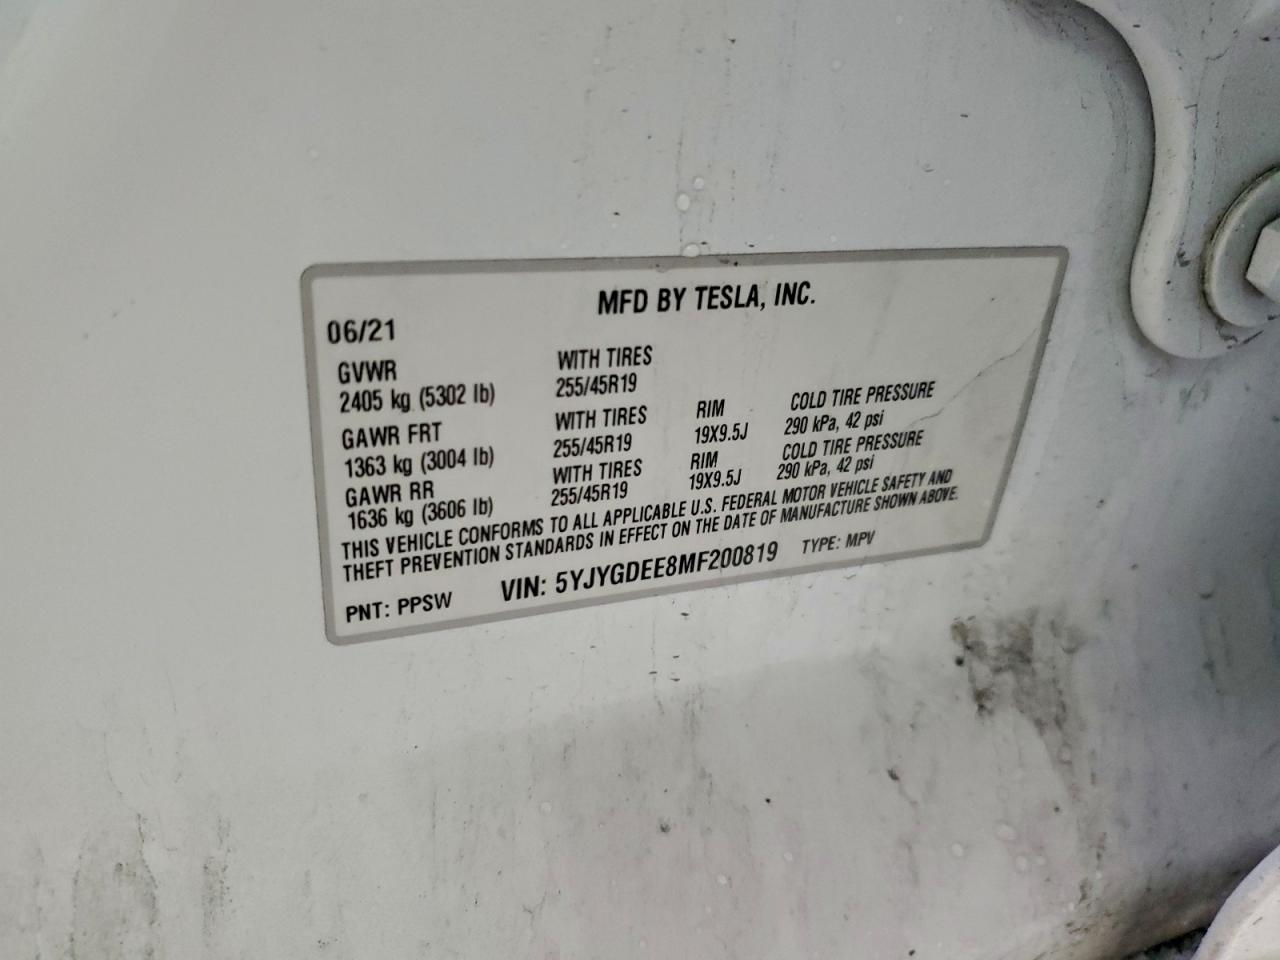 MFD BY TESLA, INC.
06/21
GVWR WITH TIRES
2405 kg (5302 lb) 255/45R19
GAWR FRT WITH TIRES RIM COLD TIRE PRESSURE
1363 kg (3004 lb) 255/45R19 19X9.5J 290 kPa, 42 psi
GAWR RR WITH TIRES RIM COLD TIRE PRESSURE
1636 kg (3606 lb) 255/45R19 19X9.5J 290 kPa, 42 psi
THIS VEHICLE CONFORMS TO ALL APPLICABLE U.S. FEDERAL MOTOR VEHICLE SAFETY AND
THEFT PREVENTION STANDARDS IN EFFECT ON THE DATE OF MANUFACTURE SHOWN ABOVE.
PNT: PPSW VIN: 5YJYGDEE8MF200819 TYPE: MPV